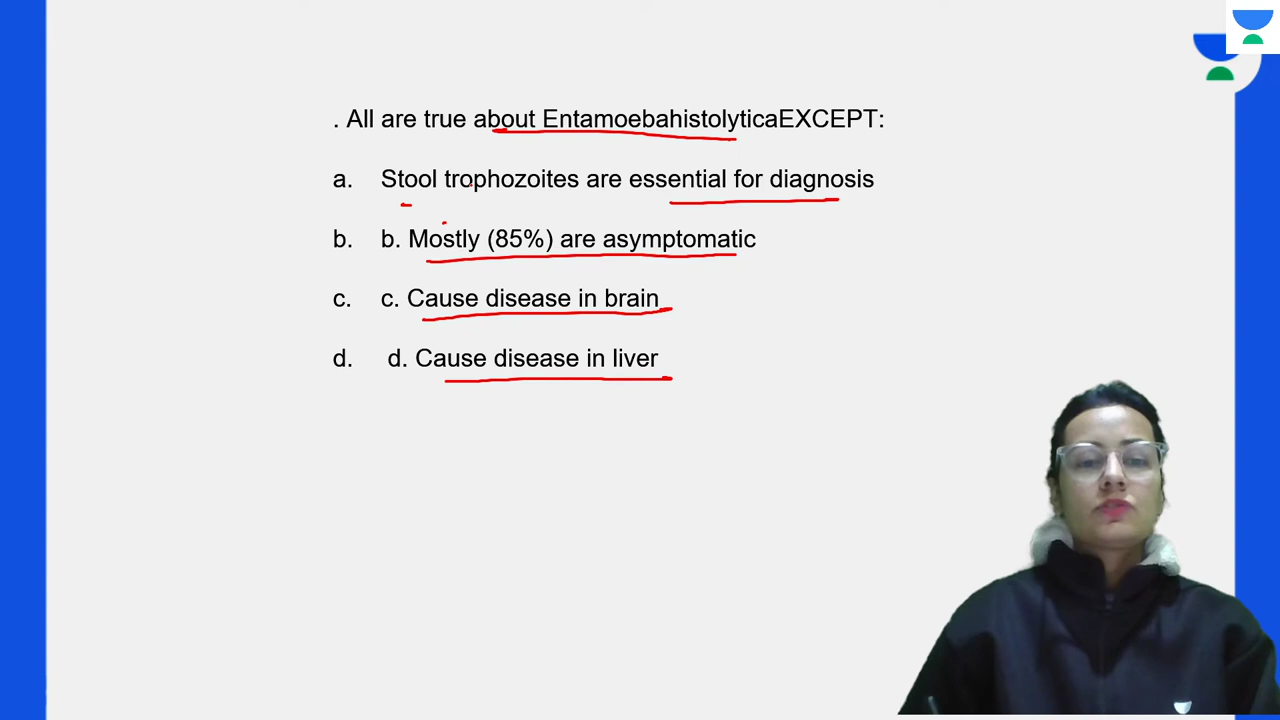 . All are true about EntamoebahistolyticaEXCEPT:
a. Stool trophozoites are essential for diagnosis
b. b. Mostly (85%) are asymptomatic
c. c. Cause disease in brain
d. d. Cause disease in liver